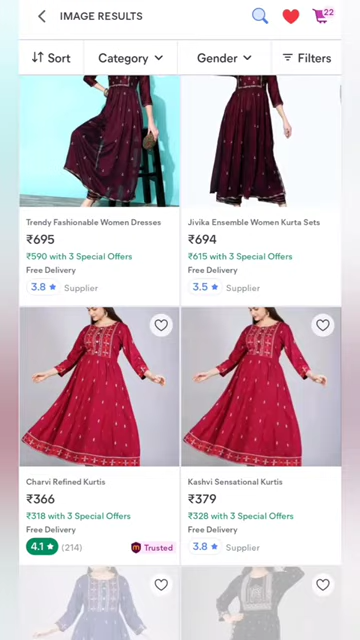 IMAGE RESULTS
22
Sort
Category
Gender
Filters
Trendy Fashionable Women Dresses
₹695
₹590 with 3 Special Offers
Free Delivery
3.8 ★ Supplier
Jivika Ensemble Women Kurta Sets
₹694
₹615 with 3 Special Offers
Free Delivery
3.5 ★ Supplier
Charvi Refined Kurtis
₹366
₹318 with 3 Special Offers
Free Delivery
4.1 ★ (214)
m Trusted
Kashvi Sensational Kurtis
₹379
₹328 with 3 Special Offers
Free Delivery
3.8 ★ Supplier